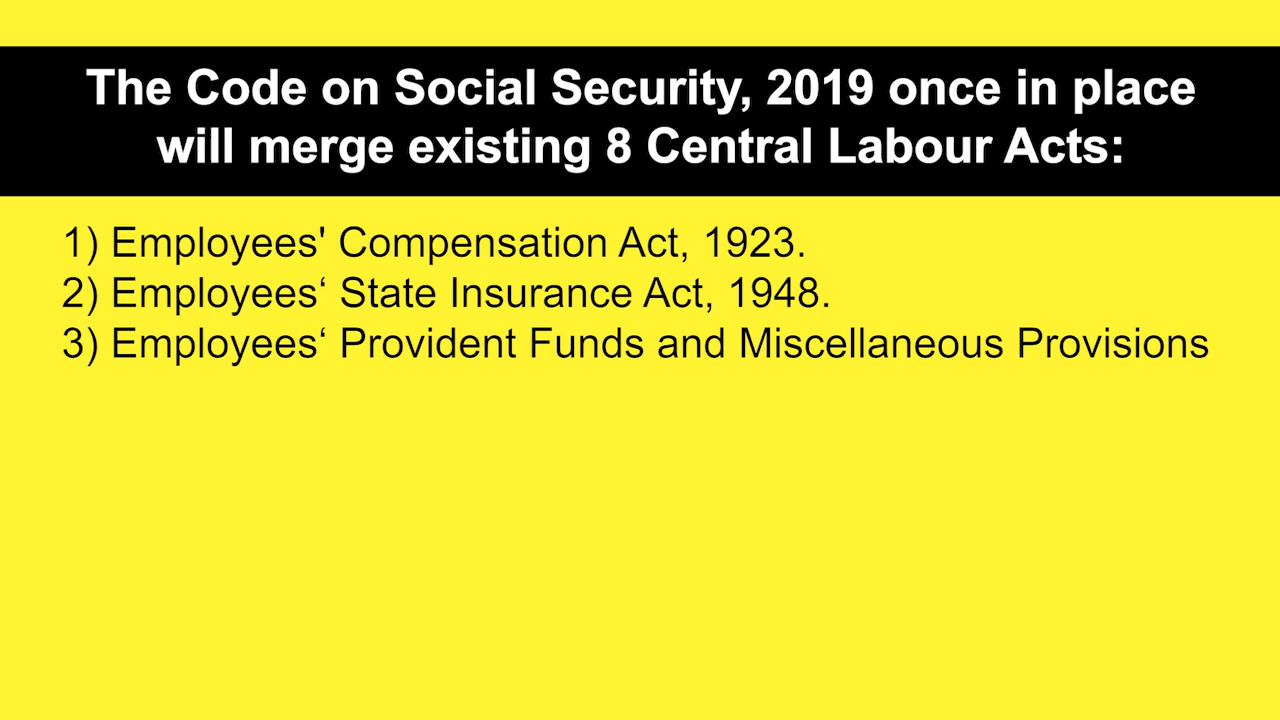 The Code on Social Security, 2019 once in place
will merge existing 8 Central Labour Acts:
1) Employees' Compensation Act, 1923.
2) Employees‘ State Insurance Act, 1948.
3) Employees‘ Provident Funds and Miscellaneous Provisions